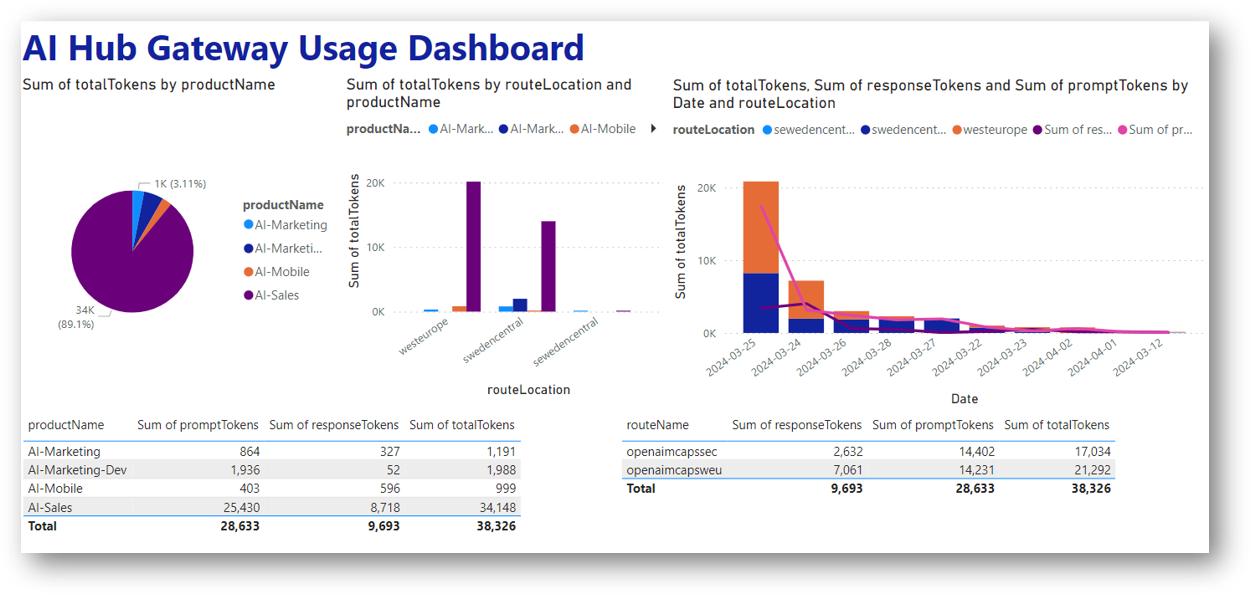 AI Hub Gateway Usage Dashboard
Sum of totalTokens by productName
1K (3.11%)
34K
(89.1%)
productName
AI-Marketing
AI-Marketi...
AI-Mobile
AI-Sales
Sum of totalTokens by routeLocation and
productName
productNa... AI-Mark... AI-Mark... AI-Mobile
Sum of totalTokens
20K
10K
0K
westeurope
swedencentral
sewedencentral
routeLocation
Sum of totalTokens, Sum of responseTokens and Sum of promptTokens by
Date and routeLocation
routeLocation sewedencent... swedencent... westeurope Sum of res... Sum of pr...
Sum of totalTokens
20K
10K
0K
2024-03-25
2024-03-24
2024-03-26
2024-03-28
2024-03-27
2024-03-22
2024-03-23
2024-04-02
2024-04-01
2024-03-12
Date
productName Sum of promptTokens Sum of responseTokens Sum of totalTokens
AI-Marketing 864 327 1,191
AI-Marketing-Dev 1,936 52 1,988
AI-Mobile 403 596 999
AI-Sales 25,430 8,718 34,148
Total 28,633 9,693 38,326
routeName Sum of responseTokens Sum of promptTokens Sum of totalTokens
openaimcapssec 2,632 14,402 17,034
openaimcapsweu 7,061 14,231 21,292
Total 9,693 28,633 38,326